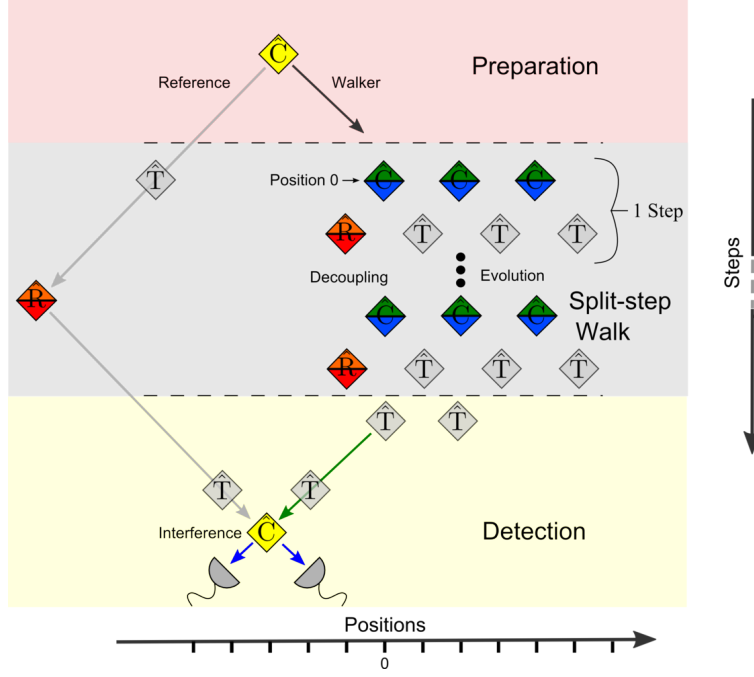 Ĉ
Preparation
Reference
Walker
T̂
Position 0
C
C
C
1 Step
R
T̂
T̂
T̂
Steps
R
Decoupling
Evolution
C
C
C
Split-step
Walk
R
T̂
T̂
T̂
T̂
T̂
T̂
T̂
Interference
Ĉ
Detection
Positions
0